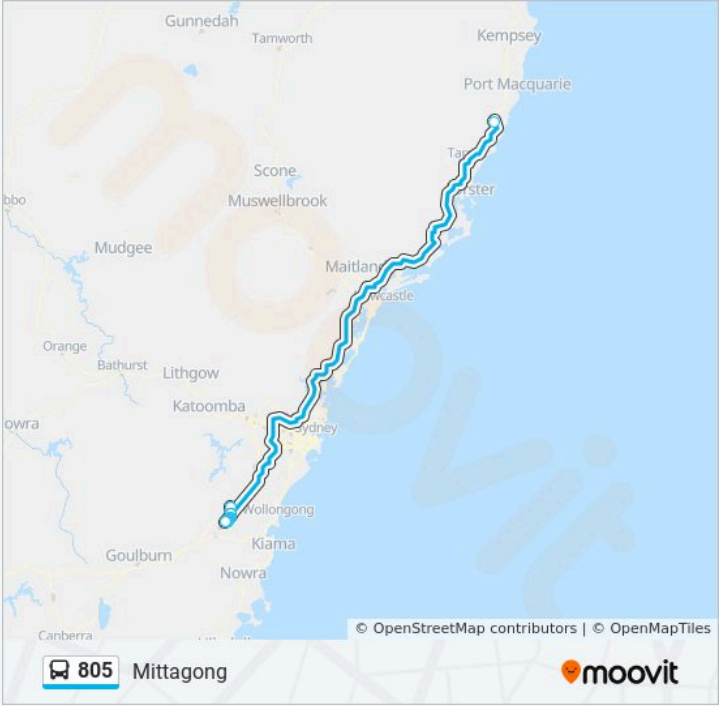 Gunnedah
Tamworth
Kempsey
Port Macquarie
Scone
Muswellbrook
Mudgee
Maitland
Orange
Bathurst
Lithgow
Katoomba
Sydney
Wollongong
Kiama
Goulburn
Nowra
Canberra
© OpenStreetMap contributors | © OpenMapTiles
805 Mittagong
moovit